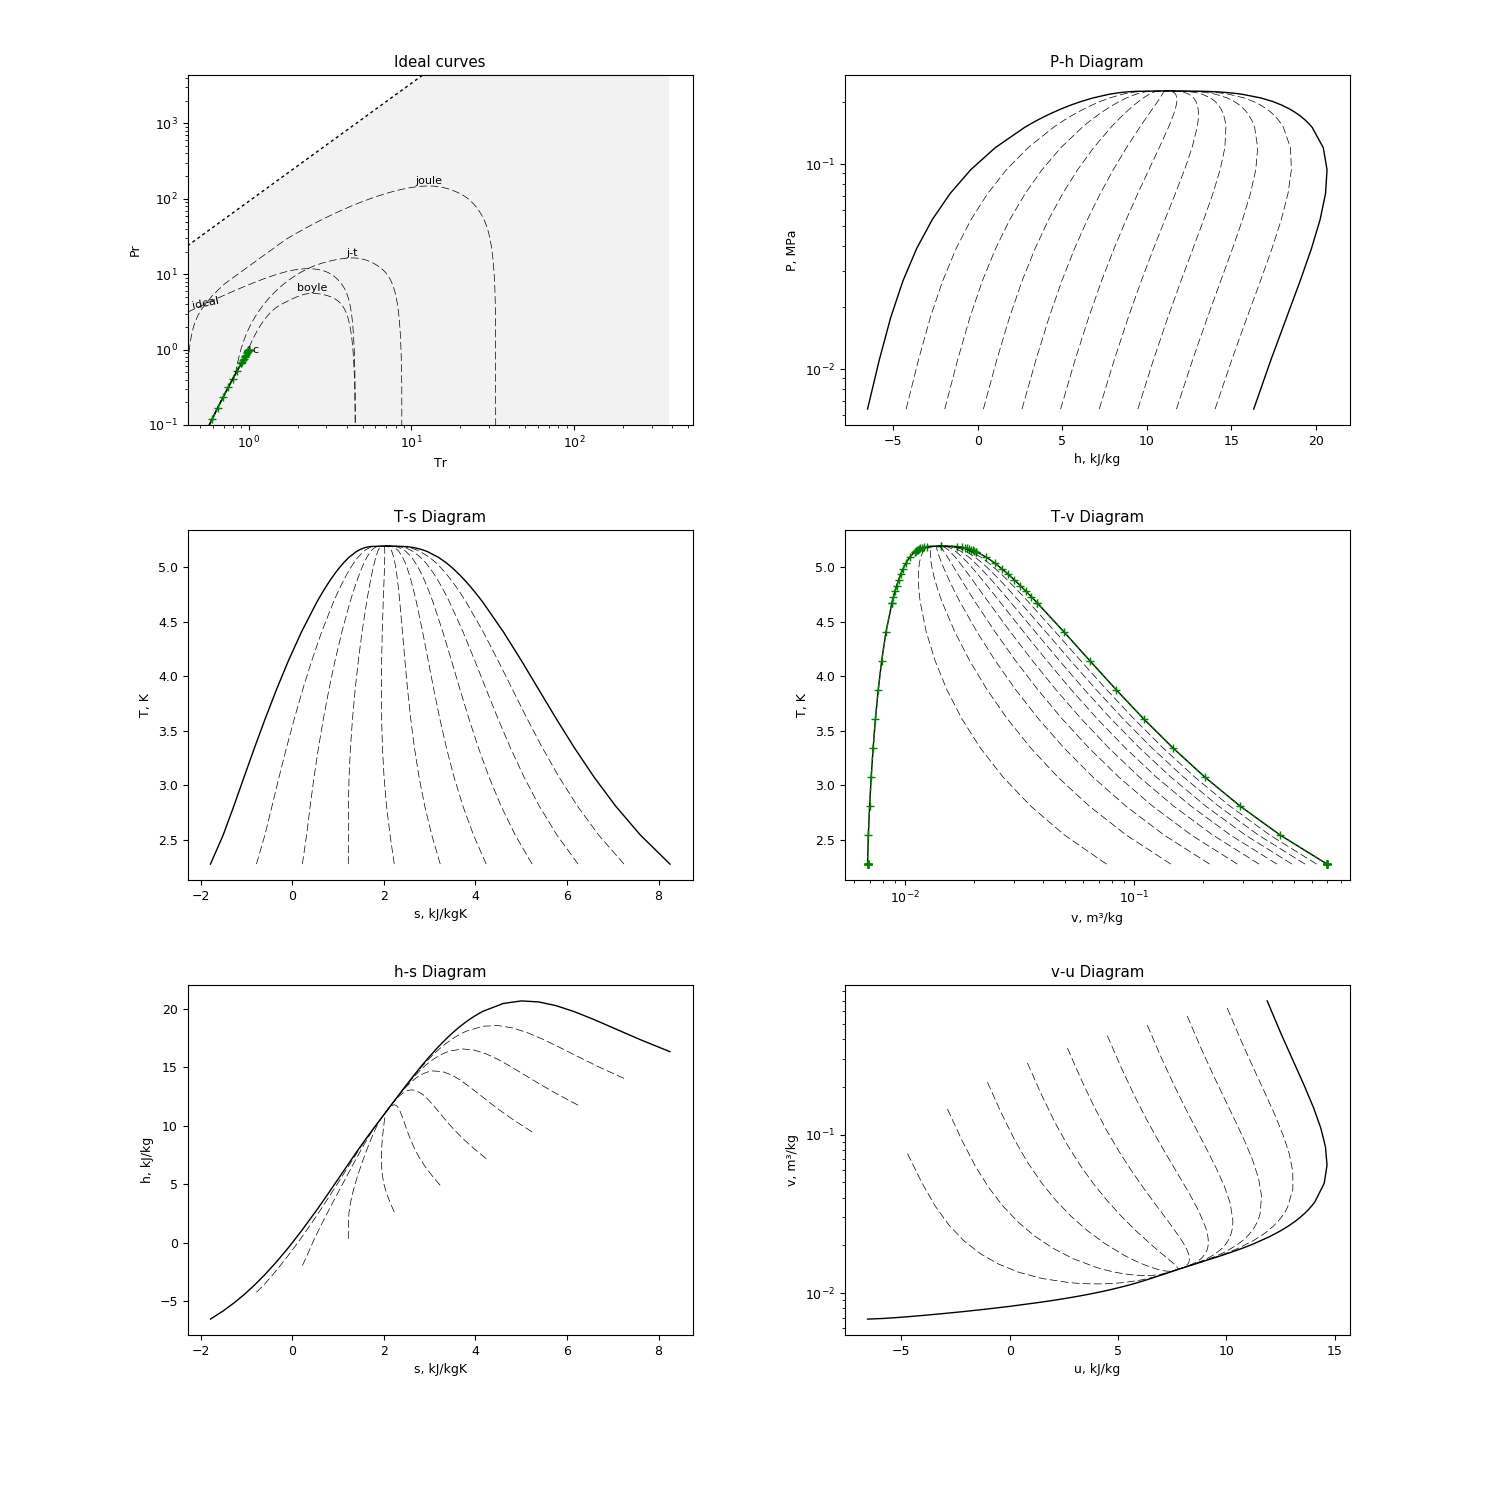 Ideal curves
P-h Diagram
10³
10²
10¹
10⁰
10⁻¹
Pr
joule
j-t
boyle
ideal
c
10⁰
10¹
10²
Tr
10⁻¹
10⁻²
P, MPa
−5
0
5
10
15
20
h, kJ/kg
T-s Diagram
T-v Diagram
5.0
4.5
4.0
3.5
3.0
2.5
T, K
−2
0
2
4
6
8
s, kJ/kgK
5.0
4.5
4.0
3.5
3.0
2.5
T, K
10⁻²
10⁻¹
v, m³/kg
h-s Diagram
v-u Diagram
20
15
10
5
0
−5
h, kJ/kg
−2
0
2
4
6
8
s, kJ/kgK
10⁻¹
10⁻²
v, m³/kg
−5
0
5
10
15
u, kJ/kg